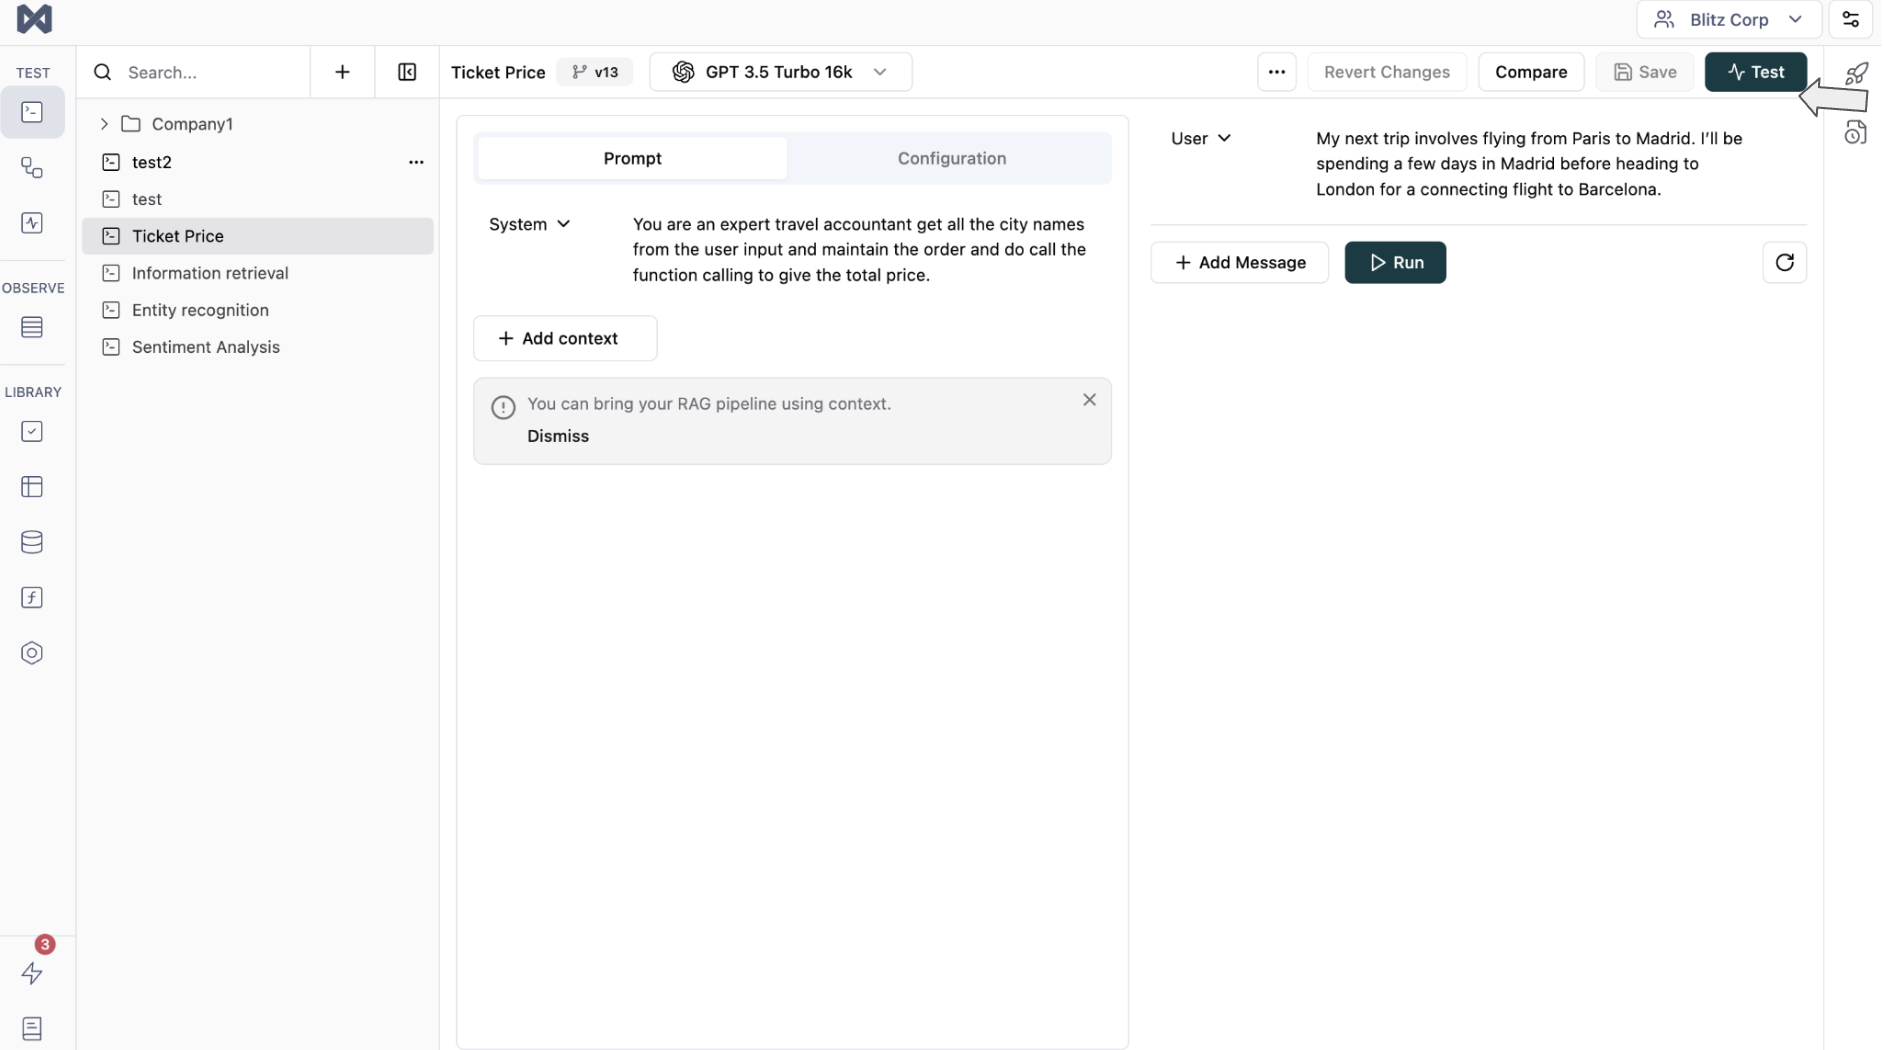 Blitz Corp
TEST
Search...
Ticket Price
v13
GPT 3.5 Turbo 16k
Revert Changes
Compare
Save
Test
Company1
test2
test
Ticket Price
Information retrieval
Entity recognition
Sentiment Analysis
OBSERVE
LIBRARY
3
Prompt
Configuration
System
You are an expert travel accountant get all the city names
from the user input and maintain the order and do call the
function calling to give the total price.
Add context
You can bring your RAG pipeline using context.
Dismiss
User
My next trip involves flying from Paris to Madrid. I'll be
spending a few days in Madrid before heading to
London for a connecting flight to Barcelona.
Add Message
Run